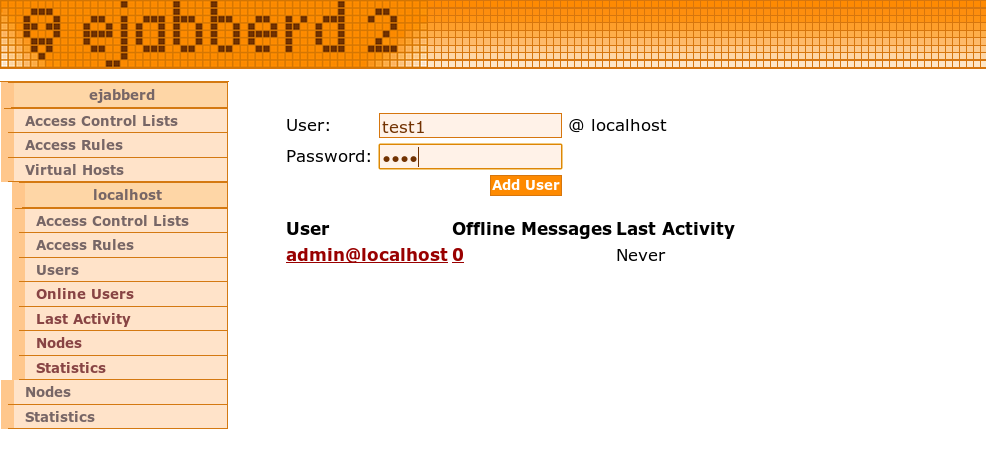 ejabberd 2
ejabberd
Access Control Lists
Access Rules
Virtual Hosts
localhost
Access Control Lists
Access Rules
Users
Online Users
Last Activity
Nodes
Statistics
Nodes
Statistics
User: test1 @ localhost
Password: ••••
Add User
User Offline Messages Last Activity
admin@localhost 0 Never